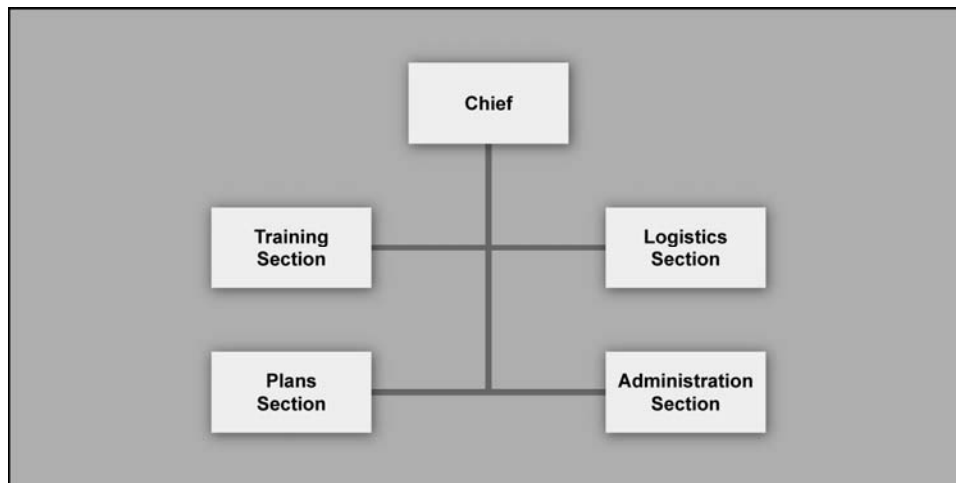 Chief
Training
Section
Logistics
Section
Plans
Section
Administration
Section